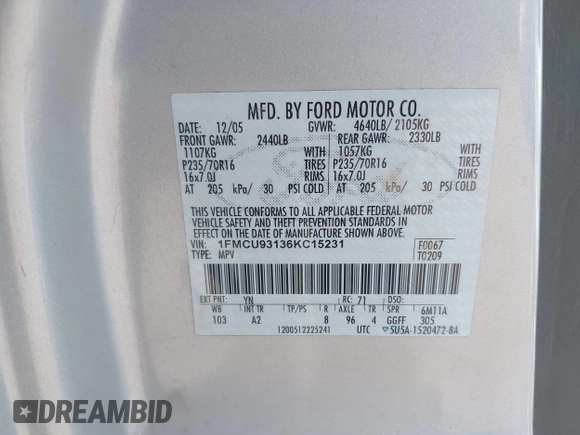 MFD. BY FORD MOTOR CO.
DATE: 12/05 GVWR: 4640LB/ 2105KG
FRONT GAWR: 2440LB REAR GAWR: 2330LB
1107KG WITH 1057KG WITH
P235/70R16 TIRES P235/70R16 TIRES
16x7.0J RIMS 16x7.0J RIMS
AT 205 kPa/ 30 PSI COLD AT 205 kPa/ 30 PSI COLD
THIS VEHICLE CONFORMS TO ALL APPLICABLE FEDERAL MOTOR
VEHICLE SAFETY AND THEFT PREVENTION STANDARDS IN
EFFECT ON THE DATE OF MANUFACTURE SHOWN ABOVE.
VIN: 1FMCU93136KC15231 F0067
TYPE: MPV T0209
EXT PNT: YN RC: 71 DSO:
WB INT TR TP/PS R AXLE TR SPR 6M11A
103 A2 8 96 4 GGFF 305
1200512225241 UTC 5U5A-1520472-BA
DREAMBID